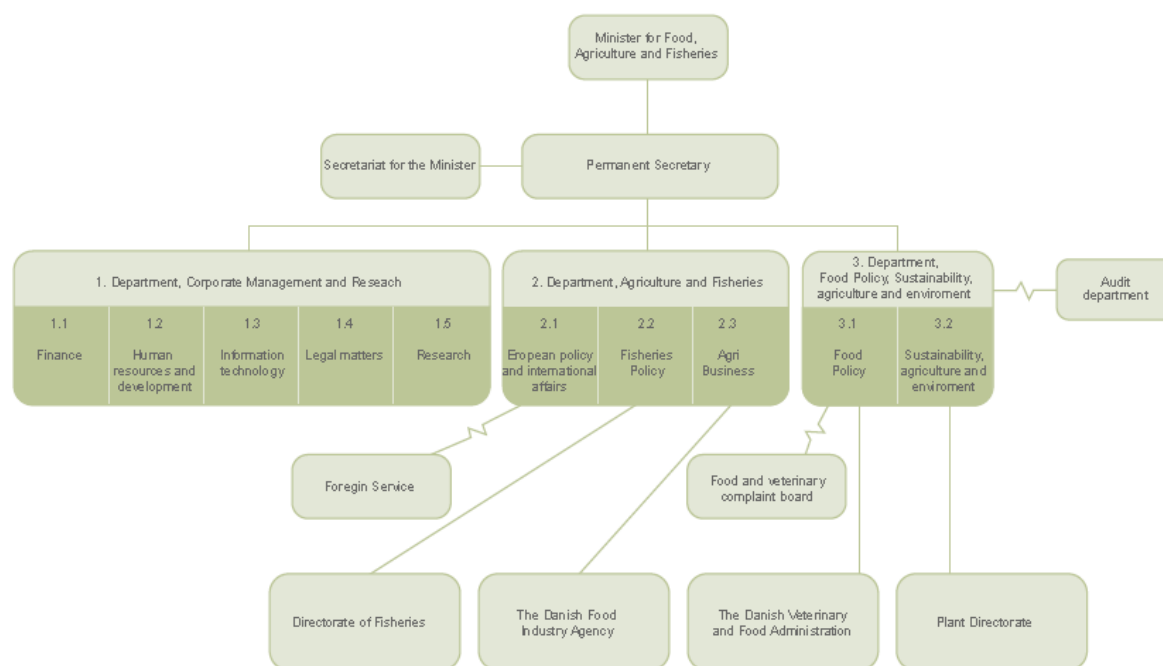 Minister for Food,
Agriculture and Fisheries
Secretariat for the Minister
Permanent Secretary
1. Department, Corporate Management and Reseach
2. Department, Agriculture and Fisheries
3. Department,
Food Policy, Sustainability,
agriculture and enviroment
Audit
department
1.1
Finance
1.2
Human
resources and
development
1.3
Information
technology
1.4
Legal matters
1.5
Research
2.1
Eropean policy
and international
affairs
2.2
Fisheries
Policy
2.3
Agri
Business
3.1
Food
Policy
3.2
Sustainability,
agriculture and
enviroment
Foregin Service
Food and veterinary
complaint board
Directorate of Fisheries
The Danish Food
Industry Agency
The Danish Veterinary
and Food Administration
Plant Directorate